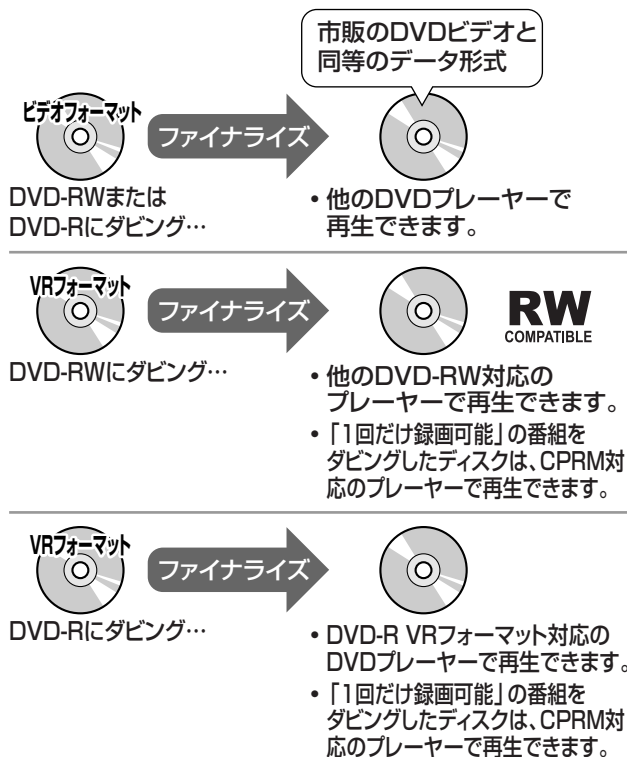 市販のDVDビデオと
同等のデータ形式
ビデオフォーマット
ファイナライズ
DVD-RWまたは
DVD-Rにダビング…
• 他のDVDプレーヤーで
再生できます。
VRフォーマット
ファイナライズ
RW
COMPATIBLE
DVD-RWにダビング…
• 他のDVD-RW対応の
プレーヤーで再生できます。
• 「1回だけ録画可能」の番組を
ダビングしたディスクは、CPRM対
応のプレーヤーで再生できます。
VRフォーマット
ファイナライズ
DVD-Rにダビング…
• DVD-R VRフォーマット対応の
DVDプレーヤーで再生できます。
• 「1回だけ録画可能」の番組を
ダビングしたディスクは、CPRM対
応のプレーヤーで再生できます。